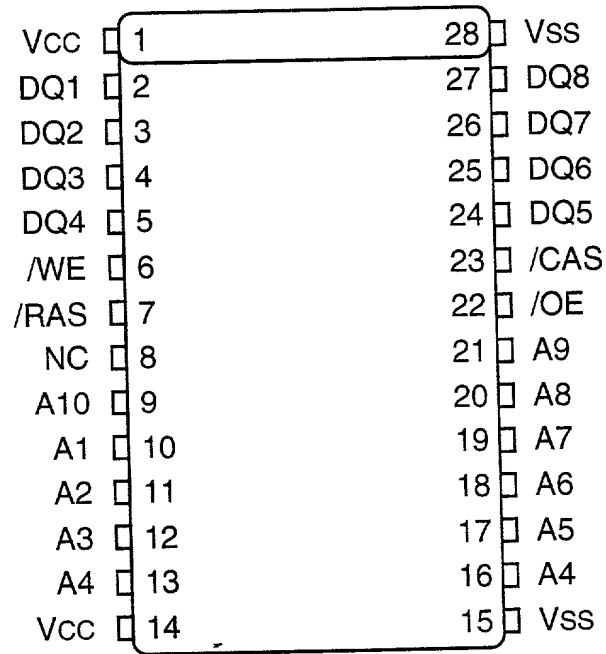 Vcc 1 28 Vss
DQ1 2 27 DQ8
DQ2 3 26 DQ7
DQ3 4 25 DQ6
DQ4 5 24 DQ5
/WE 6 23 /CAS
/RAS 7 22 /OE
NC 8 21 A9
A10 9 20 A8
A1 10 19 A7
A2 11 18 A6
A3 12 17 A5
A4 13 16 A4
Vcc 14 15 Vss